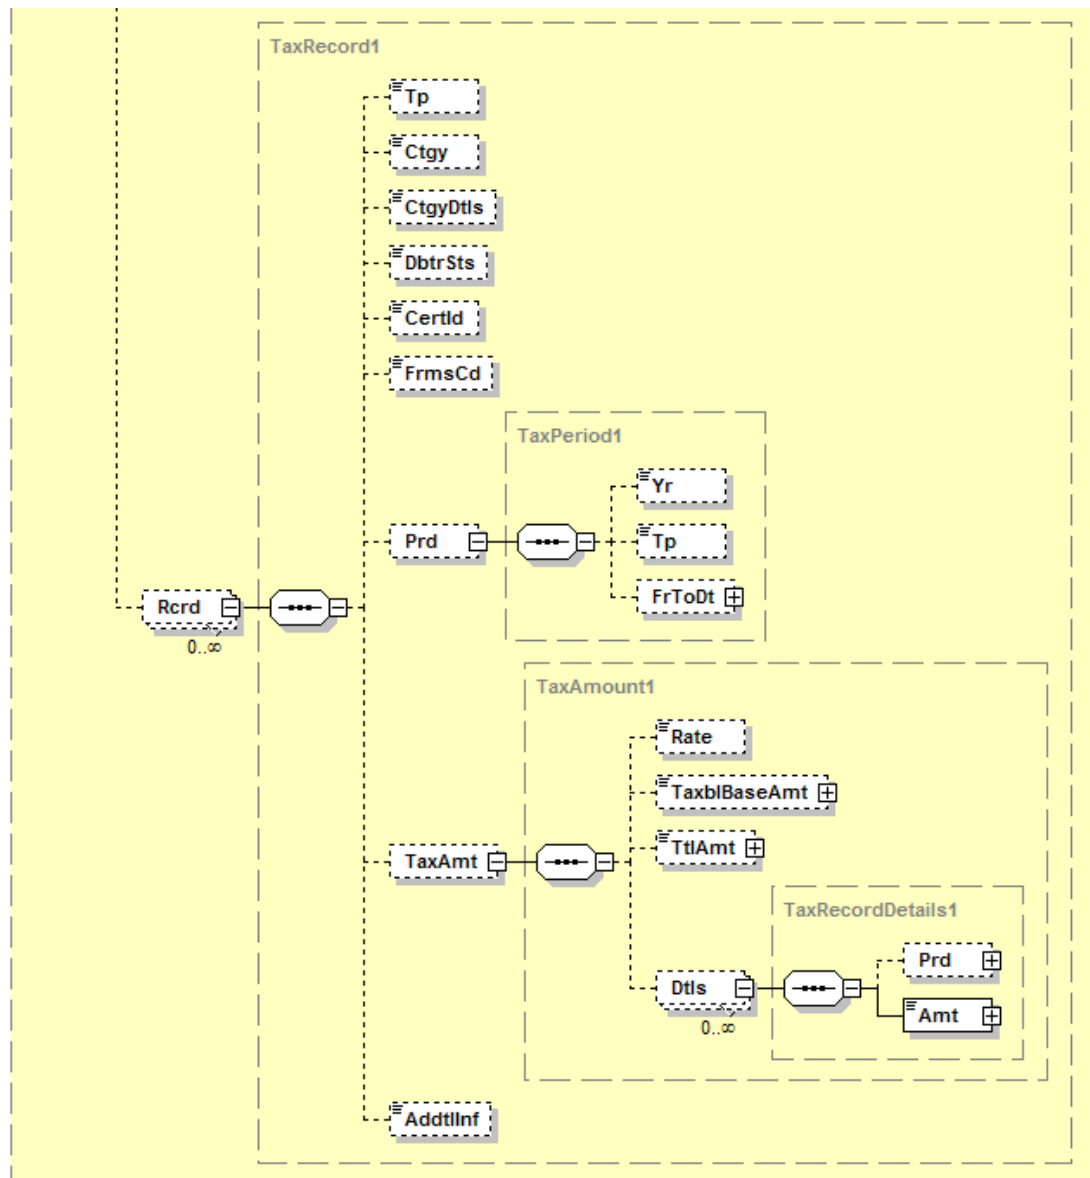 TaxRecord1
Tp
Ctgy
CtgyDtls
DbtrSts
CertId
FrmsCd
TaxPeriod1
Yr
Prd
Tp
FrToDt
Rcrd
0..∞
TaxAmount1
Rate
TaxblBaseAmt
TtlAmt
TaxAmt
TaxRecordDetails1
Prd
Dtls
Amt
0..∞
AddtlInf